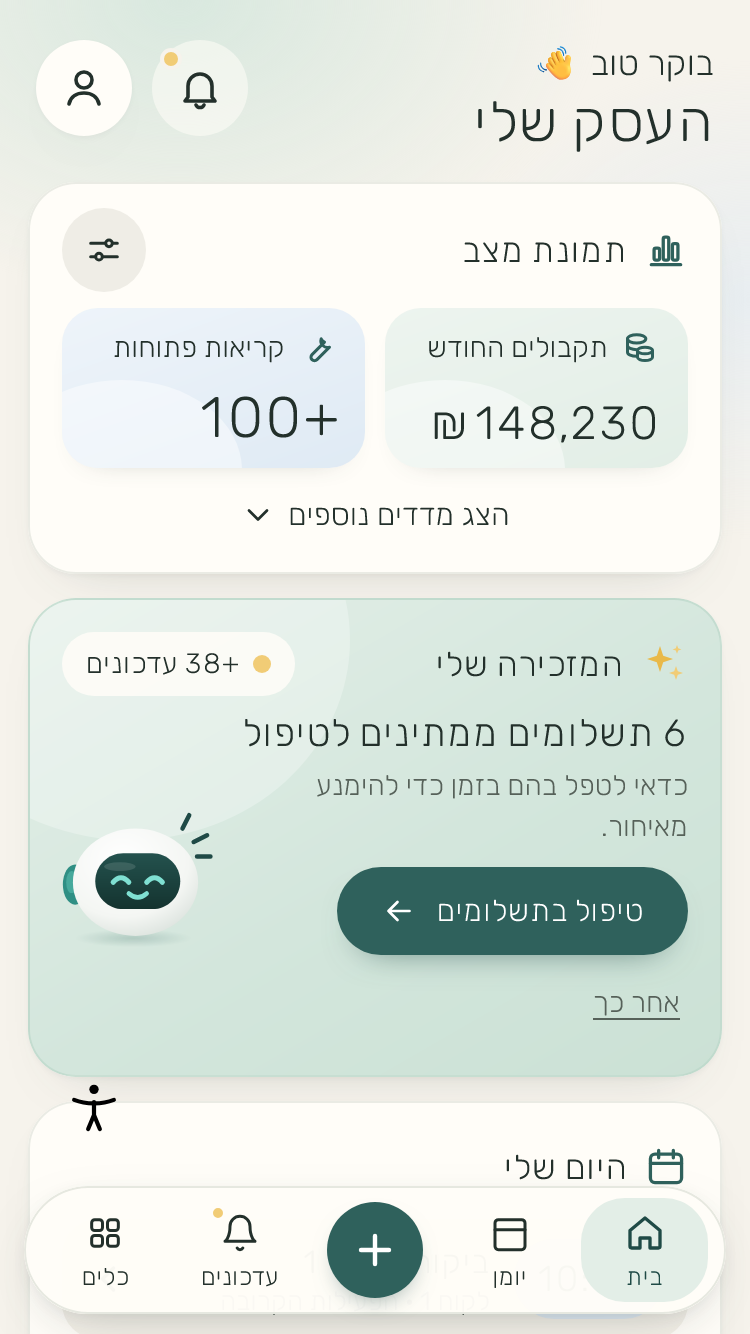 בוקר טוב 👋
העסק שלי
תמונת מצב
תקבולים החודש
148,230 ₪
קריאות פתוחות
100+
הצג מדדים נוספים
המזכירה שלי
38+ עדכונים
6 תשלומים ממתינים לטיפול
כדאי לטפל בהם בזמן כדי להימנע
מאיחור.
טיפול בתשלומים
אחר כך
היום שלי
בית
יומן
עדכונים
כלים